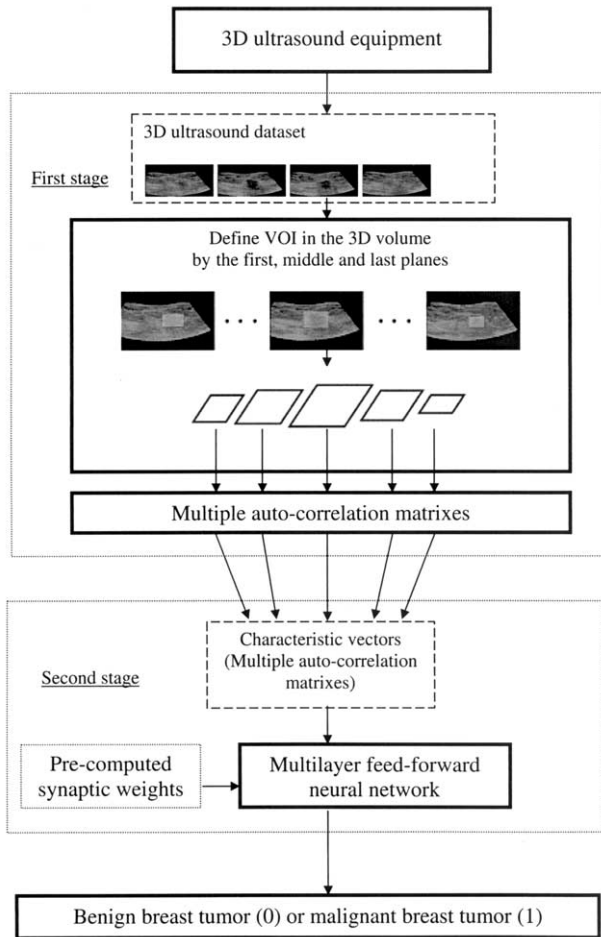 3D ultrasound equipment
3D ultrasound dataset
First stage
Define VOI in the 3D volume
by the first, middle and last planes
Multiple auto-correlation matrixes
Characteristic vectors
(Multiple auto-correlation
matrixes)
Second stage
Pre-computed
synaptic weights
Multilayer feed-forward
neural network
Benign breast tumor (0) or malignant breast tumor (1)